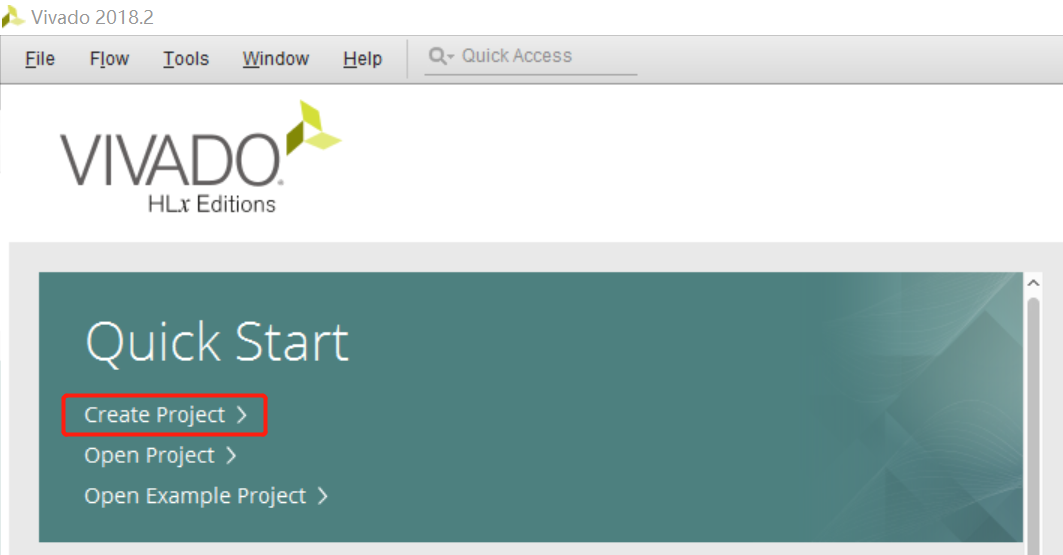 Vivado 2018.2
File Flow Tools Window Help Quick Access
VIVADO.
HLx Editions
Quick Start
Create Project >
Open Project >
Open Example Project >